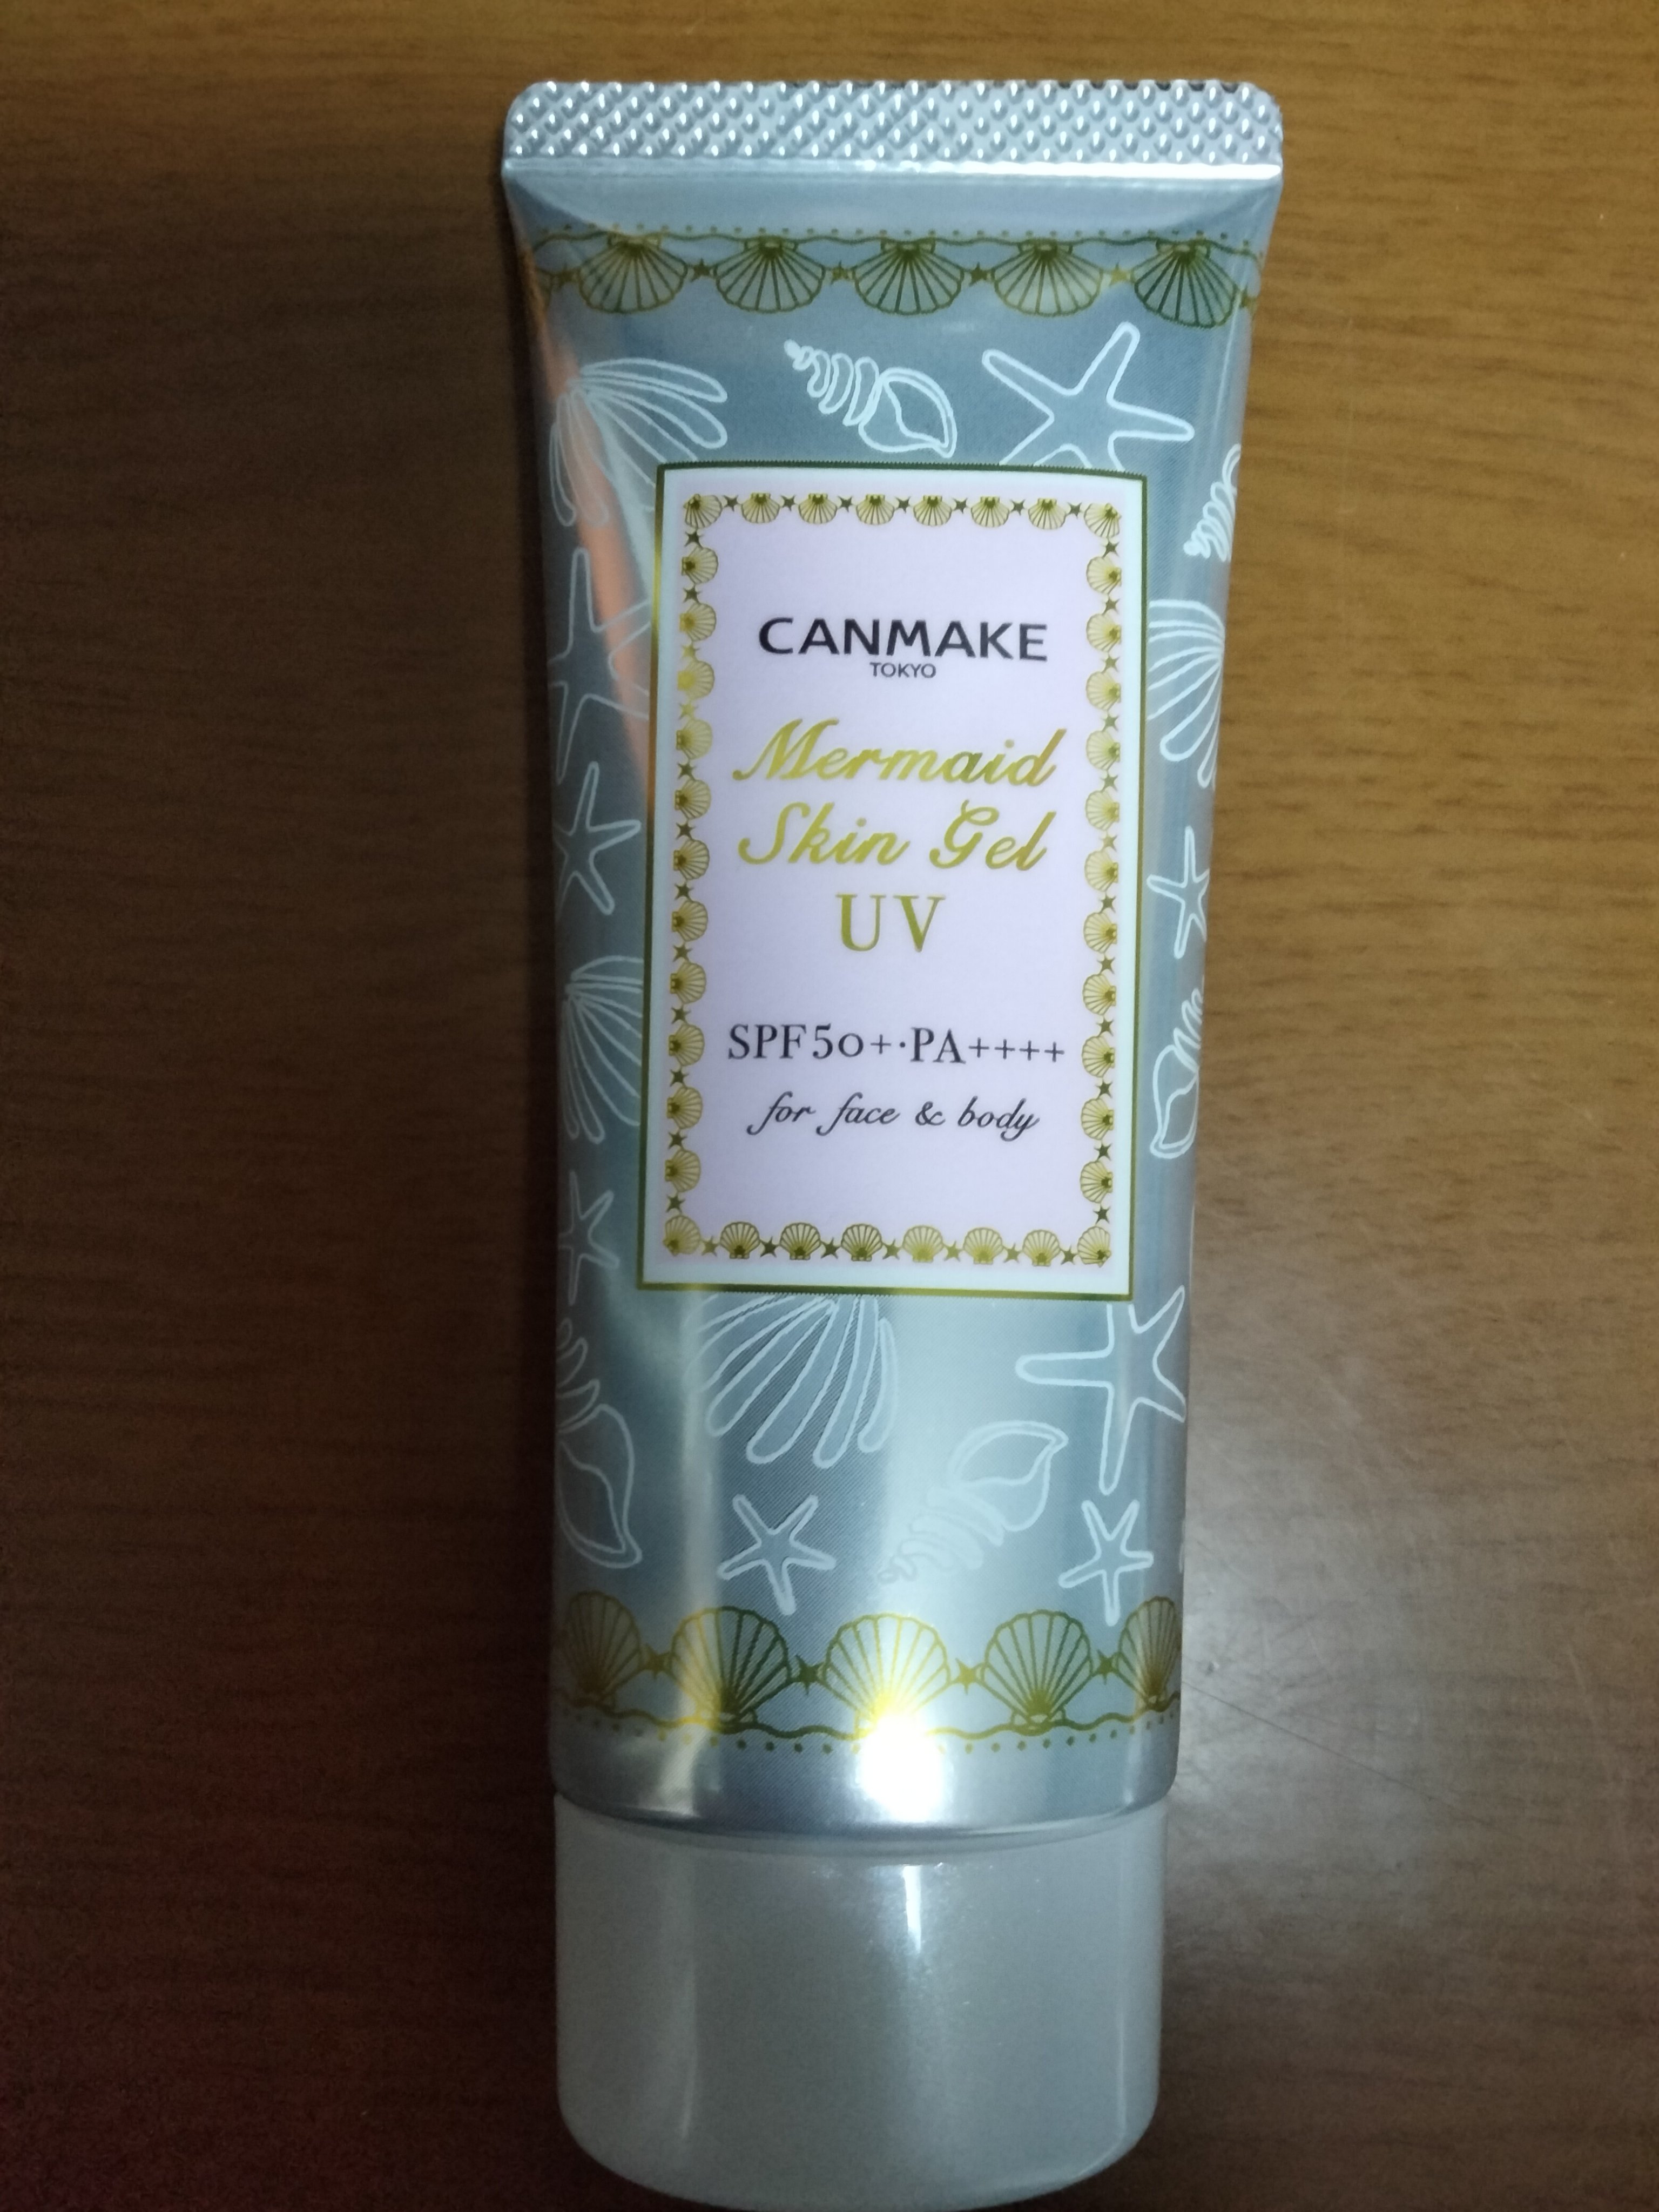 CANMAKE
TOKYO
Mermaid
Skin Gel
UV
SPF50+·PA++++
for face & body